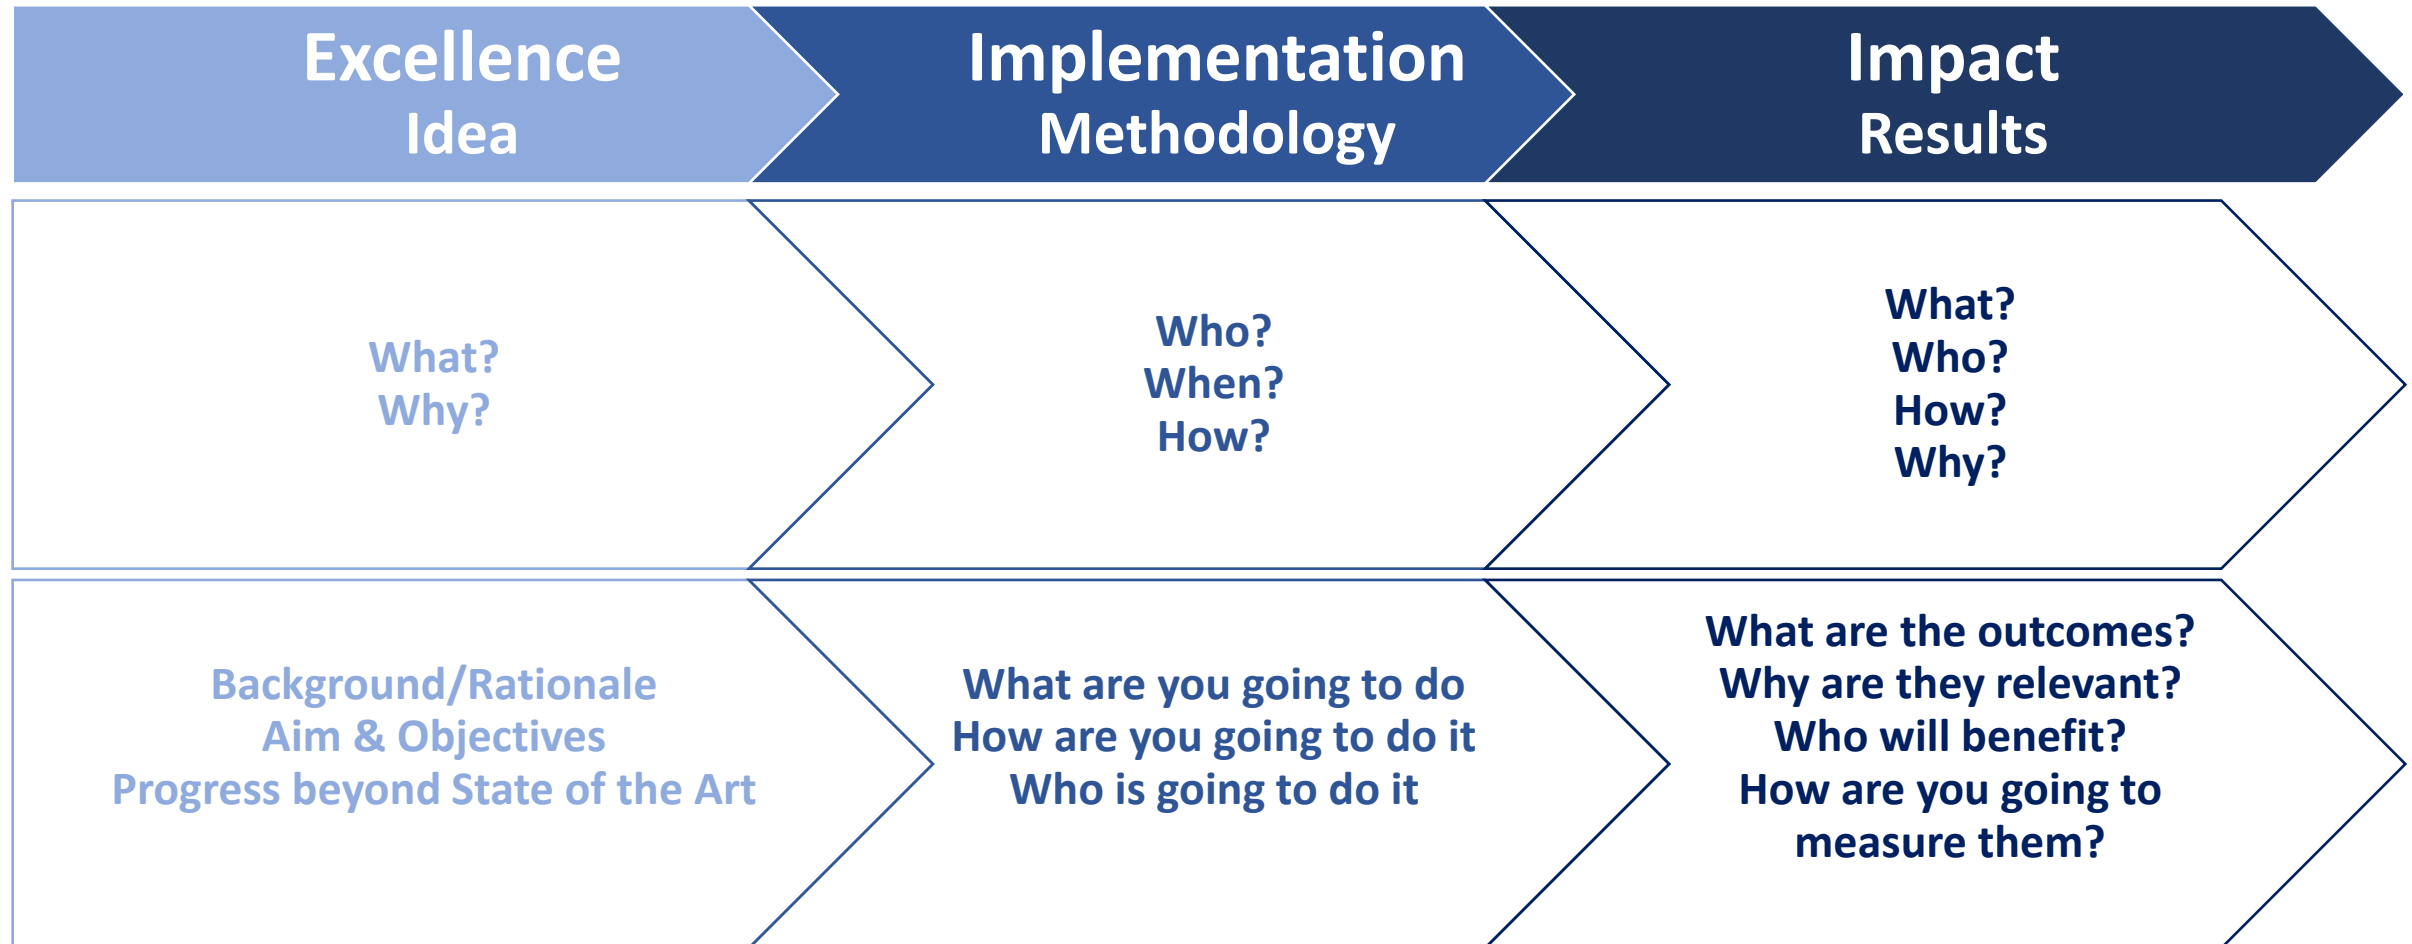 Excellence
Idea
Implementation
Methodology
Impact
Results
What?
Why?
Who?
When?
How?
What?
Who?
How?
Why?
Background/Rationale
Aim & Objectives
Progress beyond State of the Art
What are you going to do
How are you going to do it
Who is going to do it
What are the outcomes?
Why are they relevant?
Who will benefit?
How are you going to
measure them?